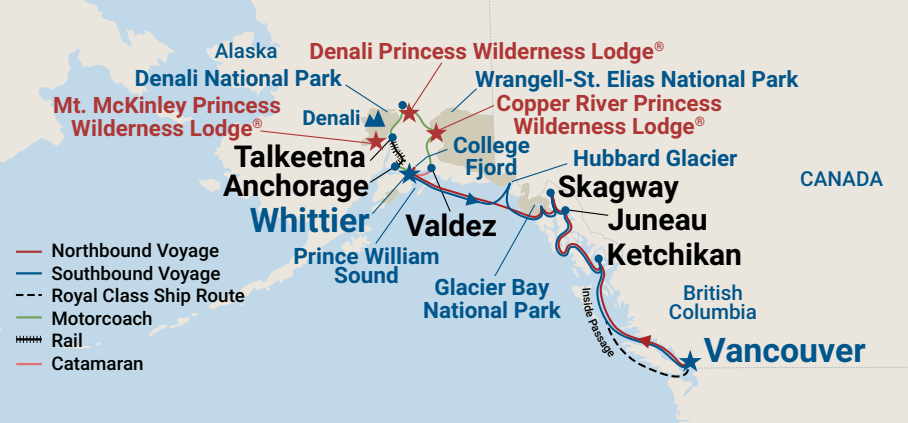 Alaska
Denali Princess Wilderness Lodge®
Denali National Park
Wrangell-St. Elias National Park
Mt. McKinley Princess
Wilderness Lodge®
Copper River Princess
Wilderness Lodge®
Denali
College
Fjord
Talkeetna
Hubbard Glacier
Anchorage
Skagway
CANADA
Whittier
Valdez
Juneau
Northbound Voyage
Prince William
Sound
Ketchikan
Southbound Voyage
Glacier Bay
National Park
Royal Class Ship Route
British
Columbia
Motorcoach
Inside Passage
Rail
Vancouver
Catamaran